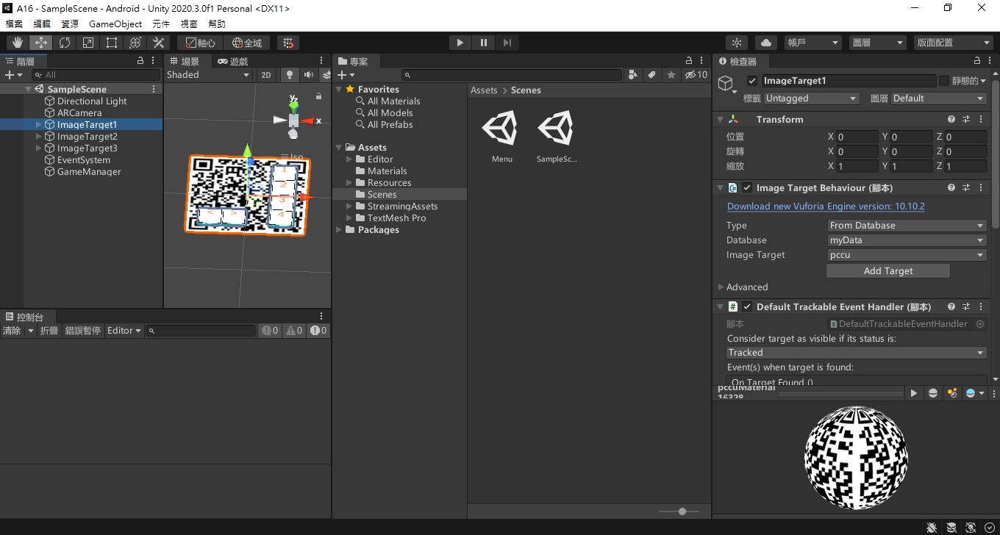 A16 - SampleScene - Android - Unity 2020.3.0f1 Personal <DX11>
檔案 編輯 資源 GameObject 元件 視窗 幫助
軸心 全域 帳戶 圖層 版面配置
階層
All
SampleScene
Directional Light
ARCamera
ImageTarget1
ImageTarget2
ImageTarget3
EventSystem
GameManager
場景 遊戲
Shaded 2D
y
z
x
Iso
1
2
3
4
< >
控制台
清除 折疊 錯誤暫停 Editor 0 0 0
專案
10
Favorites
All Materials
All Models
All Prefabs
Assets
Editor
Materials
Resources
Scenes
StreamingAssets
TextMesh Pro
Packages
Assets > Scenes
Menu SampleSc...
檢查器
ImageTarget1 靜態的
標籤 Untagged 圖層 Default
Transform
位置 X 0 Y 0 Z 0
旋轉 X 0 Y 0 Z 0
縮放 X 1 Y 1 Z 1
Image Target Behaviour (腳本)
Download new Vuforia Engine version: 10.10.2
Type From Database
Database myData
Image Target pccu
Add Target
Advanced
Default Trackable Event Handler (腳本)
腳本 DefaultTrackableEventHandler
Consider target as visible if its status is:
Tracked
Event(s) when target is found:
On Target Found ()
pccuMaterial
16328